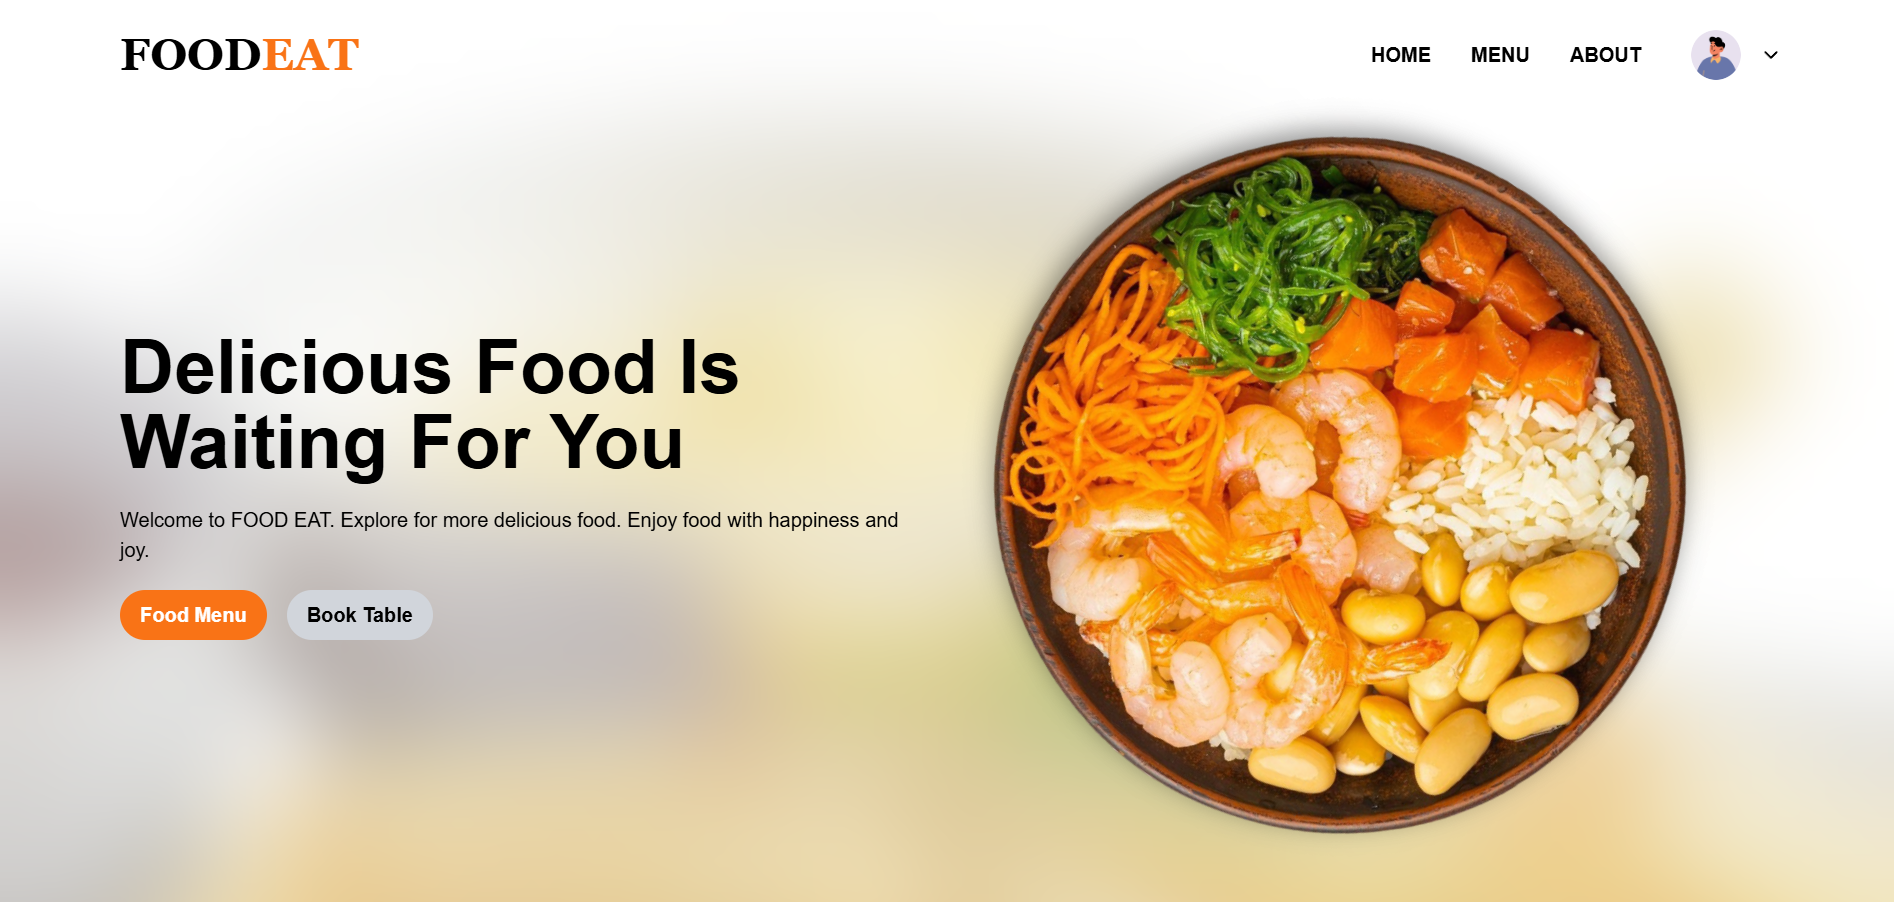 FOODEAT
HOME MENU ABOUT
Delicious Food Is
Waiting For You
Welcome to FOOD EAT. Explore for more delicious food. Enjoy food with happiness and
joy.
Food Menu Book Table